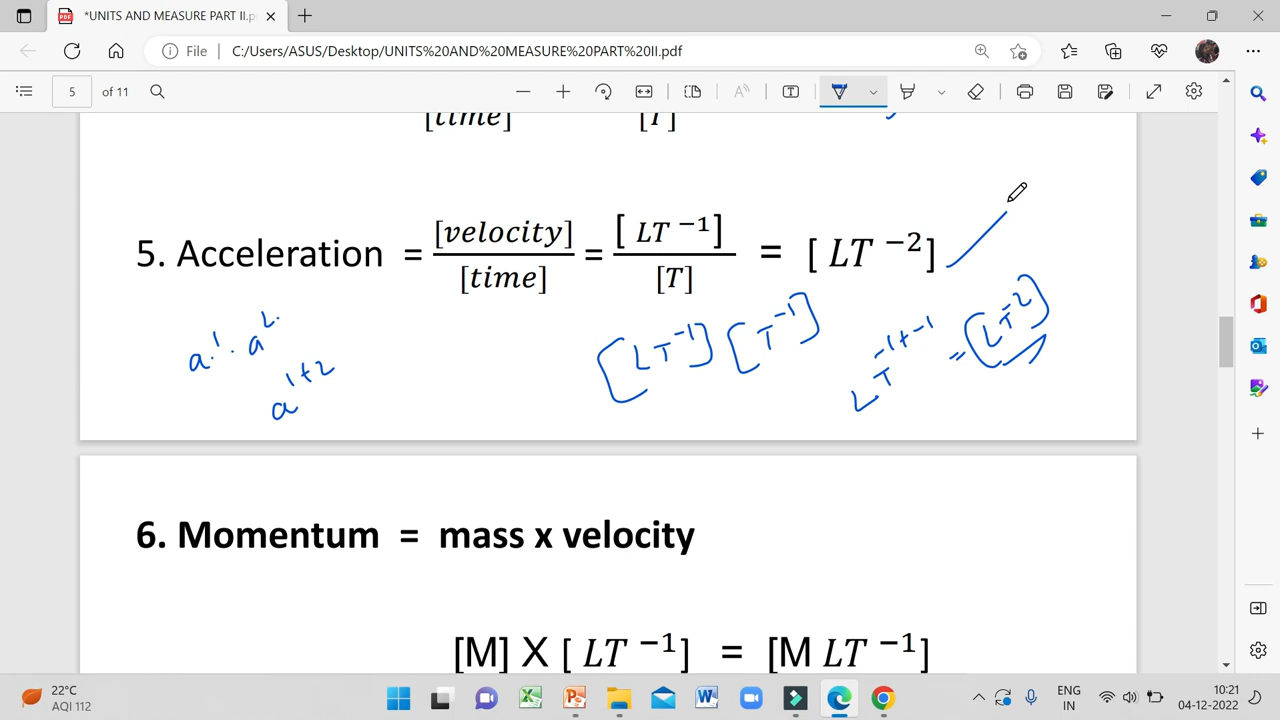 *UNITS AND MEASURE PART II.p
File C:/Users/ASUS/Desktop/UNITS%20AND%20MEASURE%20PART%20II.pdf
5 of 11
[time] [T]
5. Acceleration = [velocity]/[time] = [ LT ⁻¹]/[T] = [ LT ⁻²]
a¹ · a²
a¹⁺²
[LT⁻¹] [T⁻¹] LT⁻¹⁺⁻¹ = [LT⁻²]
6. Momentum = mass x velocity
[M] X [ LT ⁻¹] = [M LT ⁻¹]
22°C
AQI 112
ENG
IN
10:21
04-12-2022